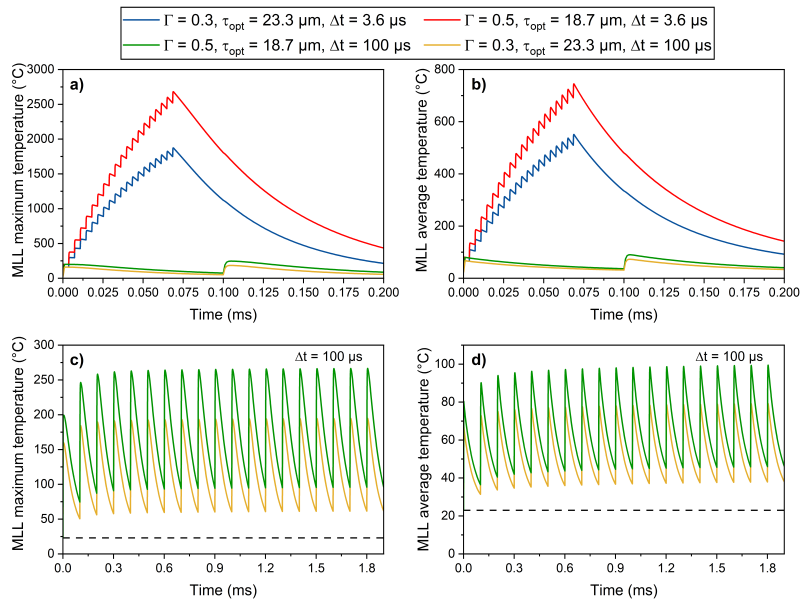 Γ = 0.3, τopt = 23.3 µm, Δt = 3.6 µs
Γ = 0.5, τopt = 18.7 µm, Δt = 3.6 µs
Γ = 0.5, τopt = 18.7 µm, Δt = 100 µs
Γ = 0.3, τopt = 23.3 µm, Δt = 100 µs
a)
MLL maximum temperature (°C)
3000
2500
2000
1500
1000
500
0
0.000 0.025 0.050 0.075 0.100 0.125 0.150 0.175 0.200
Time (ms)
b)
MLL average temperature (°C)
800
600
400
200
0
0.000 0.025 0.050 0.075 0.100 0.125 0.150 0.175 0.200
Time (ms)
c)
Δt = 100 µs
MLL maximum temperature (°C)
300
250
200
150
100
50
0
0.0 0.3 0.6 0.9 1.2 1.5 1.8
Time (ms)
d)
Δt = 100 µs
MLL average temperature (°C)
100
80
60
40
20
0
0.0 0.3 0.6 0.9 1.2 1.5 1.8
Time (ms)